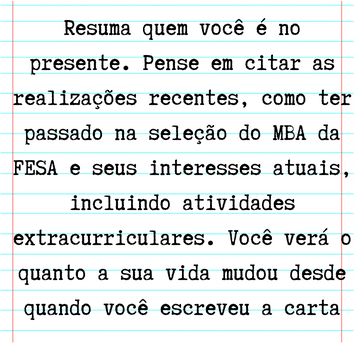 Resuma quem você é no
presente. Pense em citar as
realizações recentes, como ter
passado na seleção do MBA da
FESA e seus interesses atuais,
incluindo atividades
extracurriculares. Você verá o
quanto a sua vida mudou desde
quando você escreveu a carta